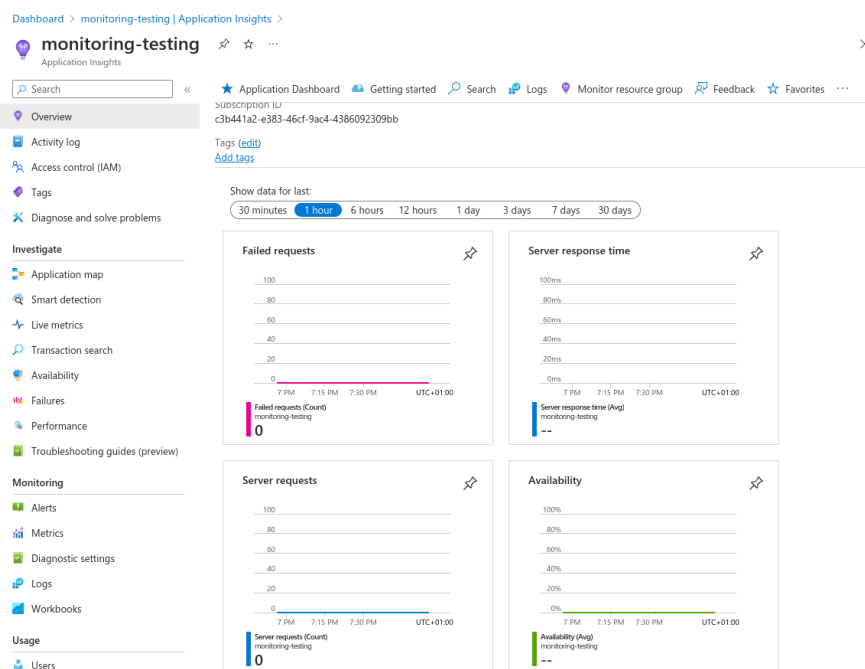 Dashboard > monitoring-testing | Application Insights >
monitoring-testing
Application Insights
Search
Overview
Activity log
Access control (IAM)
Tags
Diagnose and solve problems
Investigate
Application map
Smart detection
Live metrics
Transaction search
Availability
Failures
Performance
Troubleshooting guides (preview)
Monitoring
Alerts
Metrics
Diagnostic settings
Logs
Workbooks
Usage
Users
Application Dashboard Getting started Search Logs Monitor resource group Feedback Favorites
Subscription ID
c3b441a2-e383-46cf-9ac4-4386092309bb
Tags (edit)
Add tags
Show data for last:
30 minutes 1 hour 6 hours 12 hours 1 day 3 days 7 days 30 days
Failed requests
100
80
60
40
20
0
7 PM 7:15 PM 7:30 PM UTC+01:00
Failed requests (Count)
monitoring-testing
0
Server response time
100ms
80ms
60ms
40ms
20ms
0ms
7 PM 7:15 PM 7:30 PM UTC+01:00
Server response time (Avg)
monitoring-testing
--
Server requests
100
80
60
40
20
0
7 PM 7:15 PM 7:30 PM UTC+01:00
Server requests (Count)
monitoring-testing
0
Availability
100%
80%
60%
40%
20%
0%
7 PM 7:15 PM 7:30 PM UTC+01:00
Availability (Avg)
monitoring-testing
--